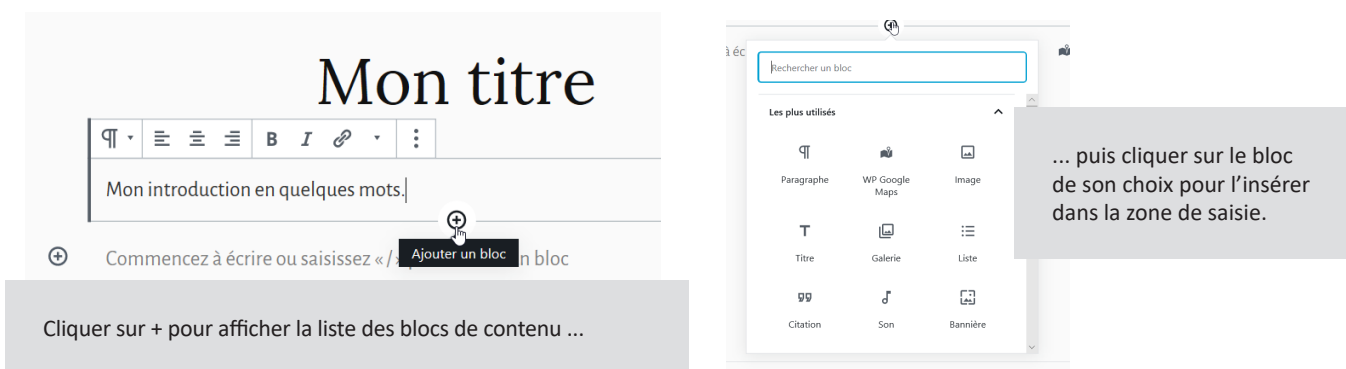 Mon titre
B I
Mon introduction en quelques mots.
Ajouter un bloc
Commencez à écrire ou saisissez « / n bloc
Cliquer sur + pour afficher la liste des blocs de contenu ...
à éc
Rechercher un bloc
Les plus utilisés
Paragraphe
WP Google
Maps
Image
Titre
Galerie
Liste
Citation
Son
Bannière
... puis cliquer sur le bloc
de son choix pour l’insérer
dans la zone de saisie.